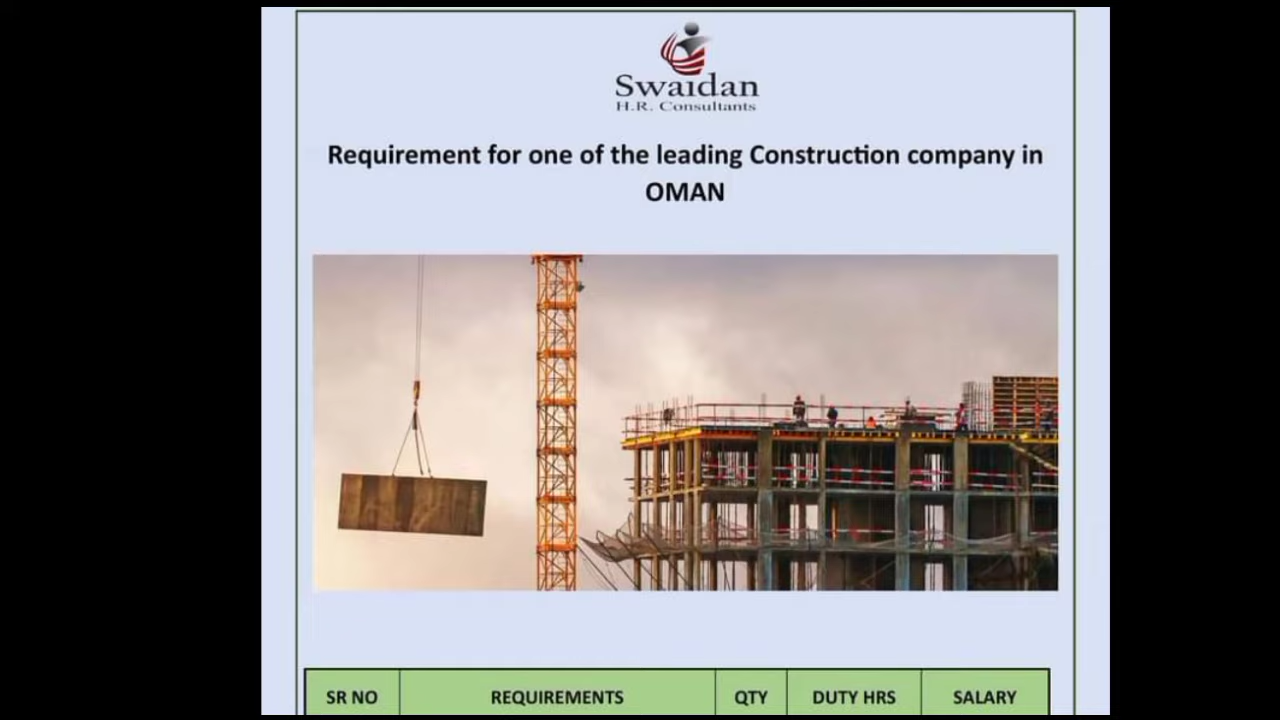 Swaidan
H.R. Consultants
Requirement for one of the leading Construction company in
OMAN
SR NO REQUIREMENTS QTY DUTY HRS SALARY